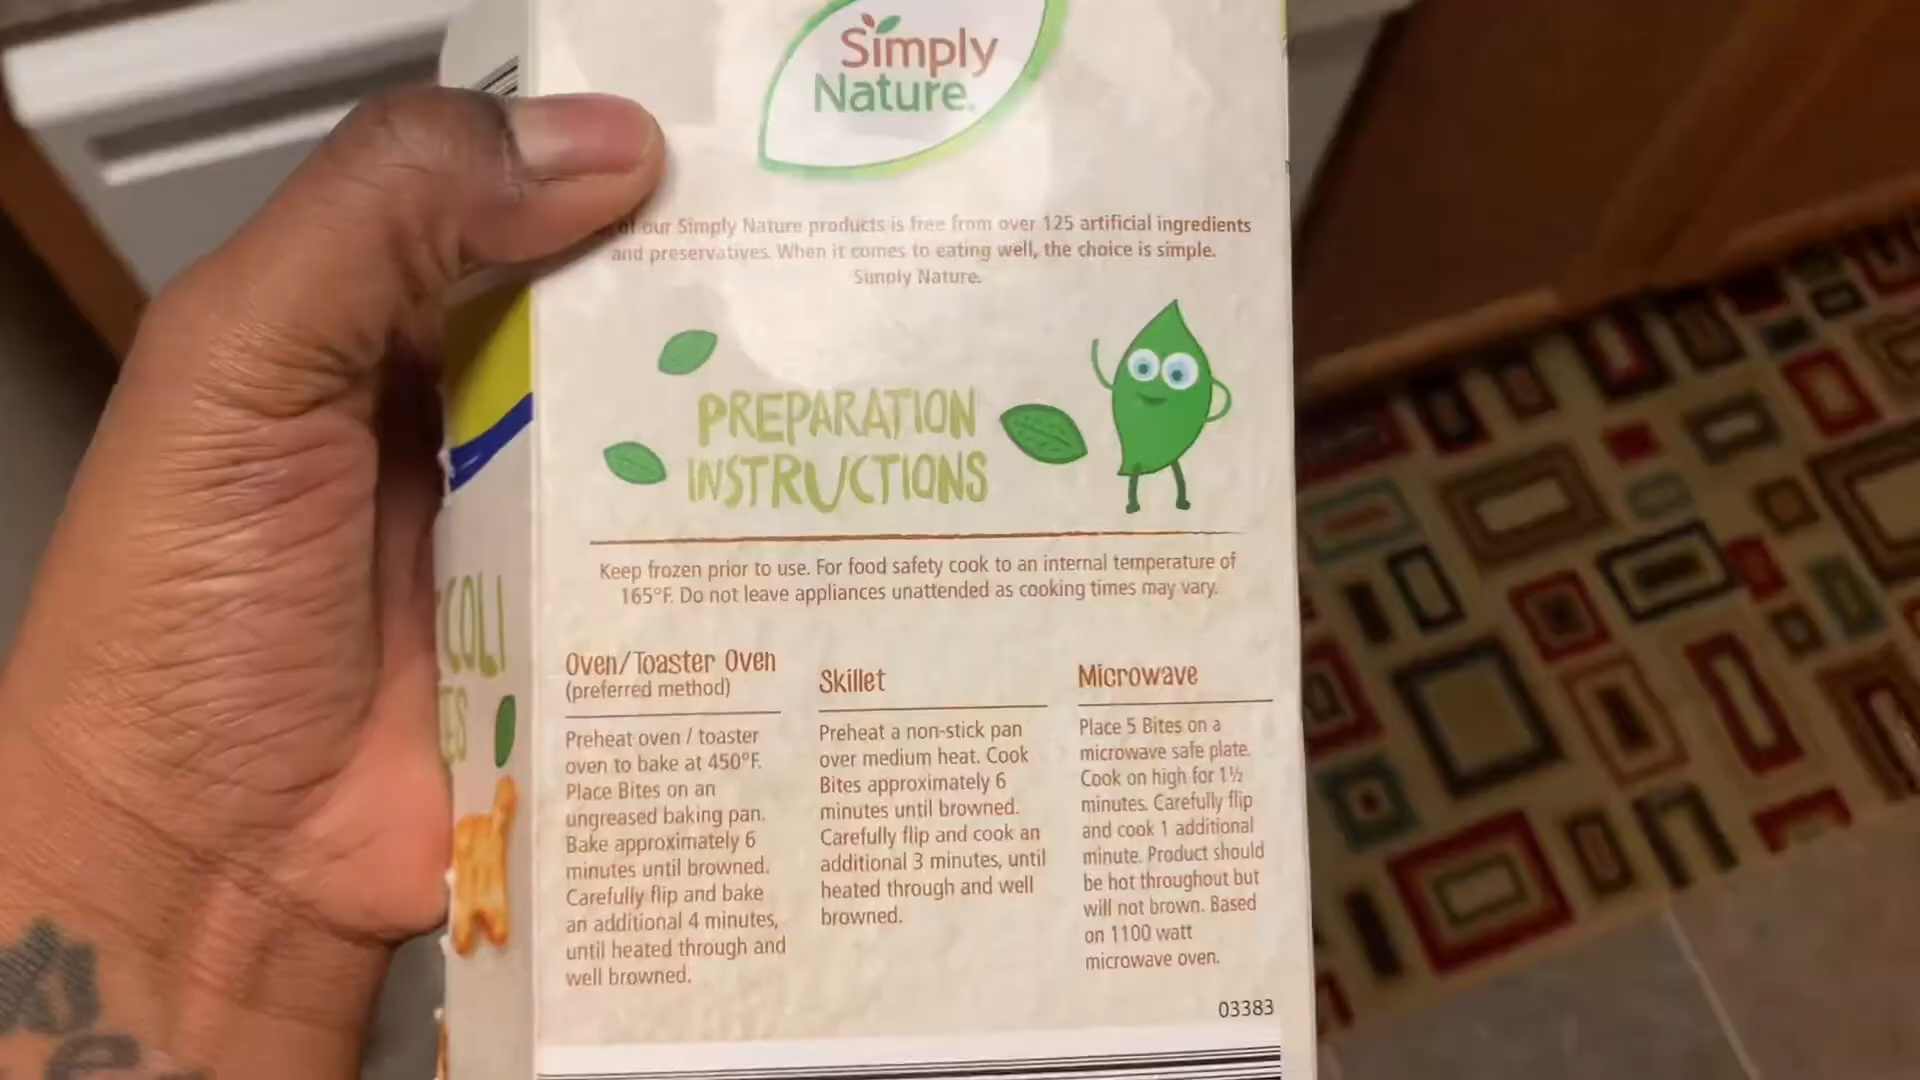 Simply
Nature
our Simply Nature products is free from over 125 artificial ingredients
and preservatives. When it comes to eating well, the choice is simple.
Simply Nature.
PREPARATION
INSTRUCTIONS
Keep frozen prior to use. For food safety cook to an internal temperature of
165°F. Do not leave appliances unattended as cooking times may vary.
Oven/Toaster Oven
(preferred method)
Preheat oven / toaster
oven to bake at 450°F.
Place Bites on an
ungreased baking pan.
Bake approximately 6
minutes until browned.
Carefully flip and bake
an additional 4 minutes,
until heated through and
well browned.
Skillet
Preheat a non-stick pan
over medium heat. Cook
Bites approximately 6
minutes until browned.
Carefully flip and cook an
additional 3 minutes, until
heated through and well
browned.
Microwave
Place 5 Bites on a
microwave safe plate.
Cook on high for 1½
minutes. Carefully flip
and cook 1 additional
minute. Product should
be hot throughout but
will not brown. Based
on 1100 watt
microwave oven.
03383
COLI